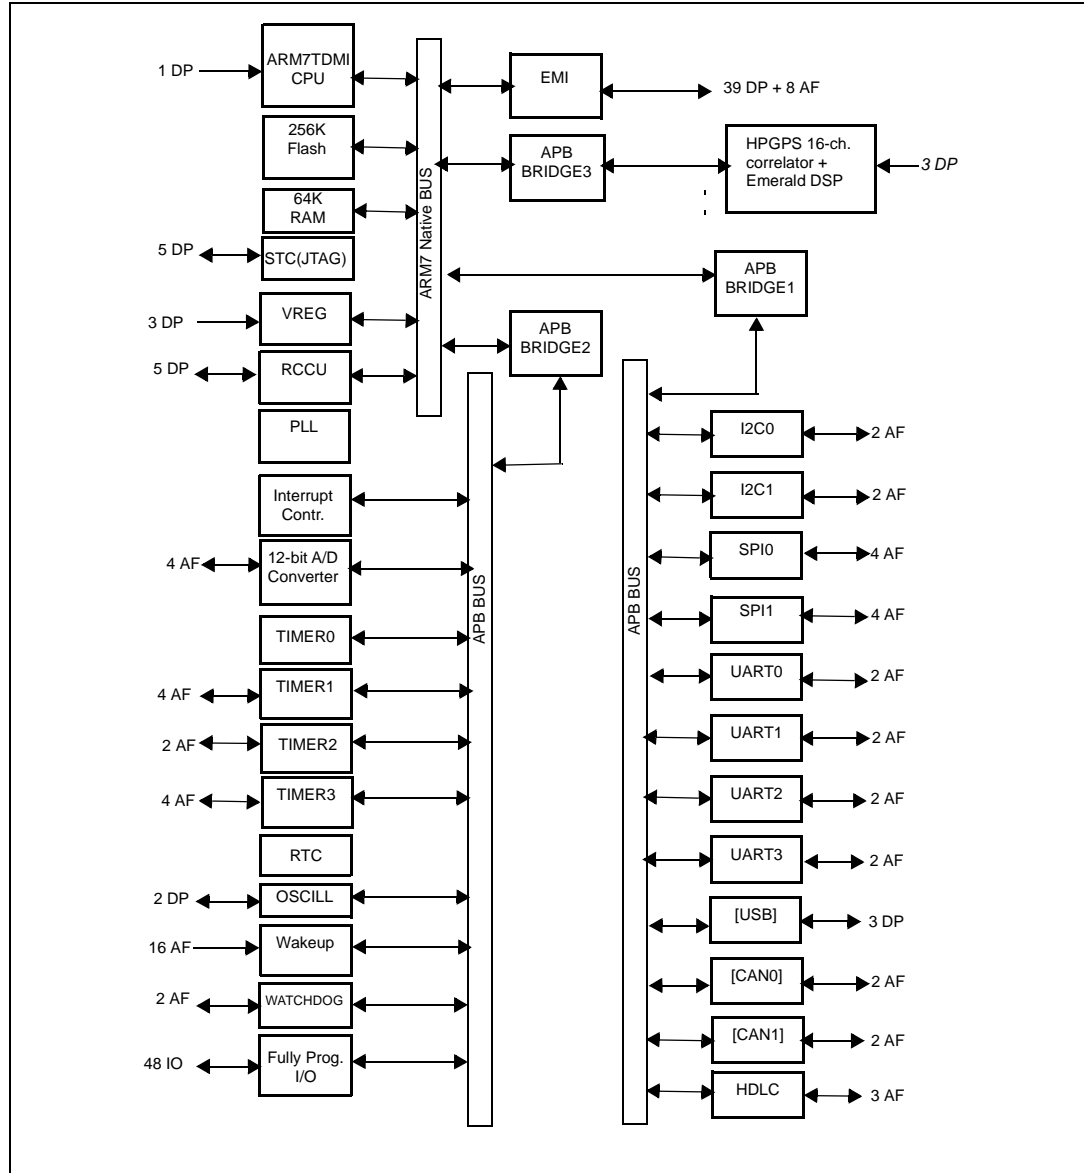 1 DP
ARM7TDMI
CPU
256K
Flash
64K
RAM
5 DP
STC(JTAG)
3 DP
VREG
5 DP
RCCU
PLL
Interrupt
Contr.
4 AF
12-bit A/D
Converter
TIMER0
4 AF
TIMER1
2 AF
TIMER2
4 AF
TIMER3
RTC
2 DP
OSCILL
16 AF
Wakeup
2 AF
WATCHDOG
48 IO
Fully Prog.
I/O
ARM7 Native BUS
APB BUS
EMI
39 DP + 8 AF
APB
BRIDGE3
HPGPS 16-ch.
correlator +
Emerald DSP
3 DP
APB
BRIDGE1
APB
BRIDGE2
APB BUS
I2C0
2 AF
I2C1
2 AF
SPI0
4 AF
SPI1
4 AF
UART0
2 AF
UART1
2 AF
UART2
2 AF
UART3
2 AF
[USB]
3 DP
[CAN0]
2 AF
[CAN1]
2 AF
HDLC
3 AF